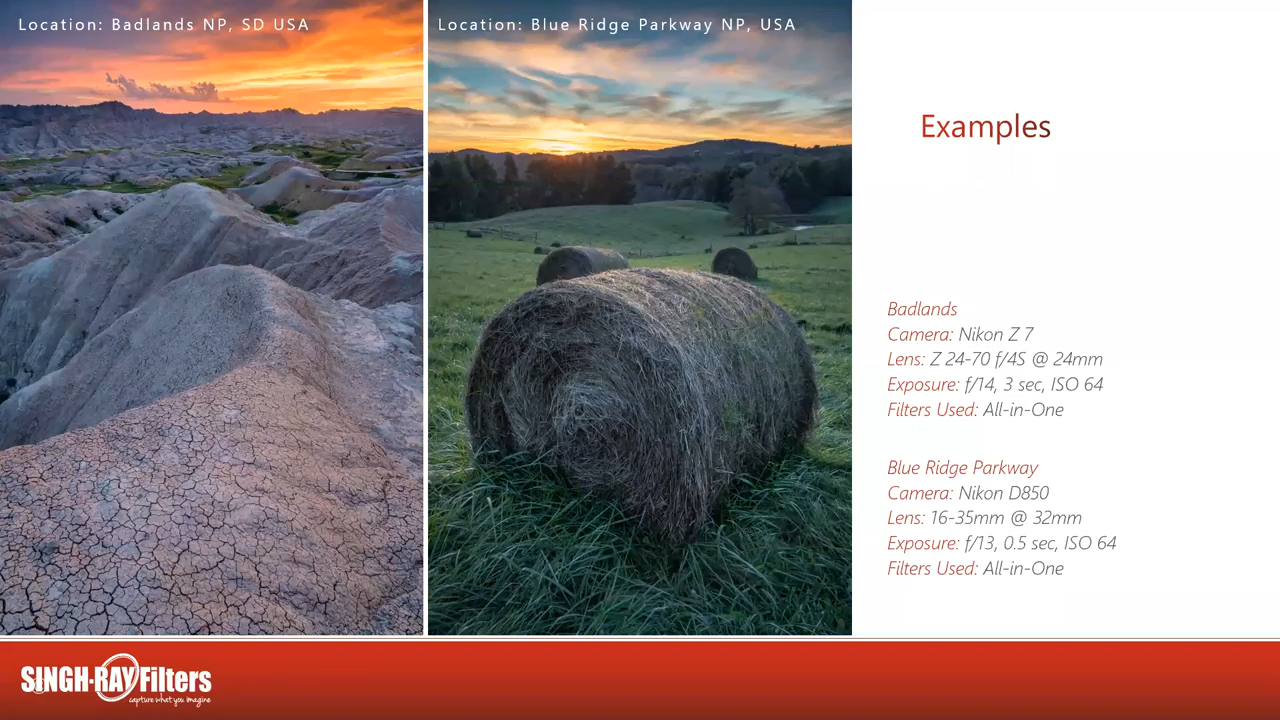 Location: Badlands NP, SD USA
Location: Blue Ridge Parkway NP, USA
Examples
Badlands
Camera: Nikon Z 7
Lens: Z 24-70 f/4S @ 24mm
Exposure: f/14, 3 sec, ISO 64
Filters Used: All-in-One
Blue Ridge Parkway
Camera: Nikon D850
Lens: 16-35mm @ 32mm
Exposure: f/13, 0.5 sec, ISO 64
Filters Used: All-in-One
SINGH-RAY Filters
capture what you imagine